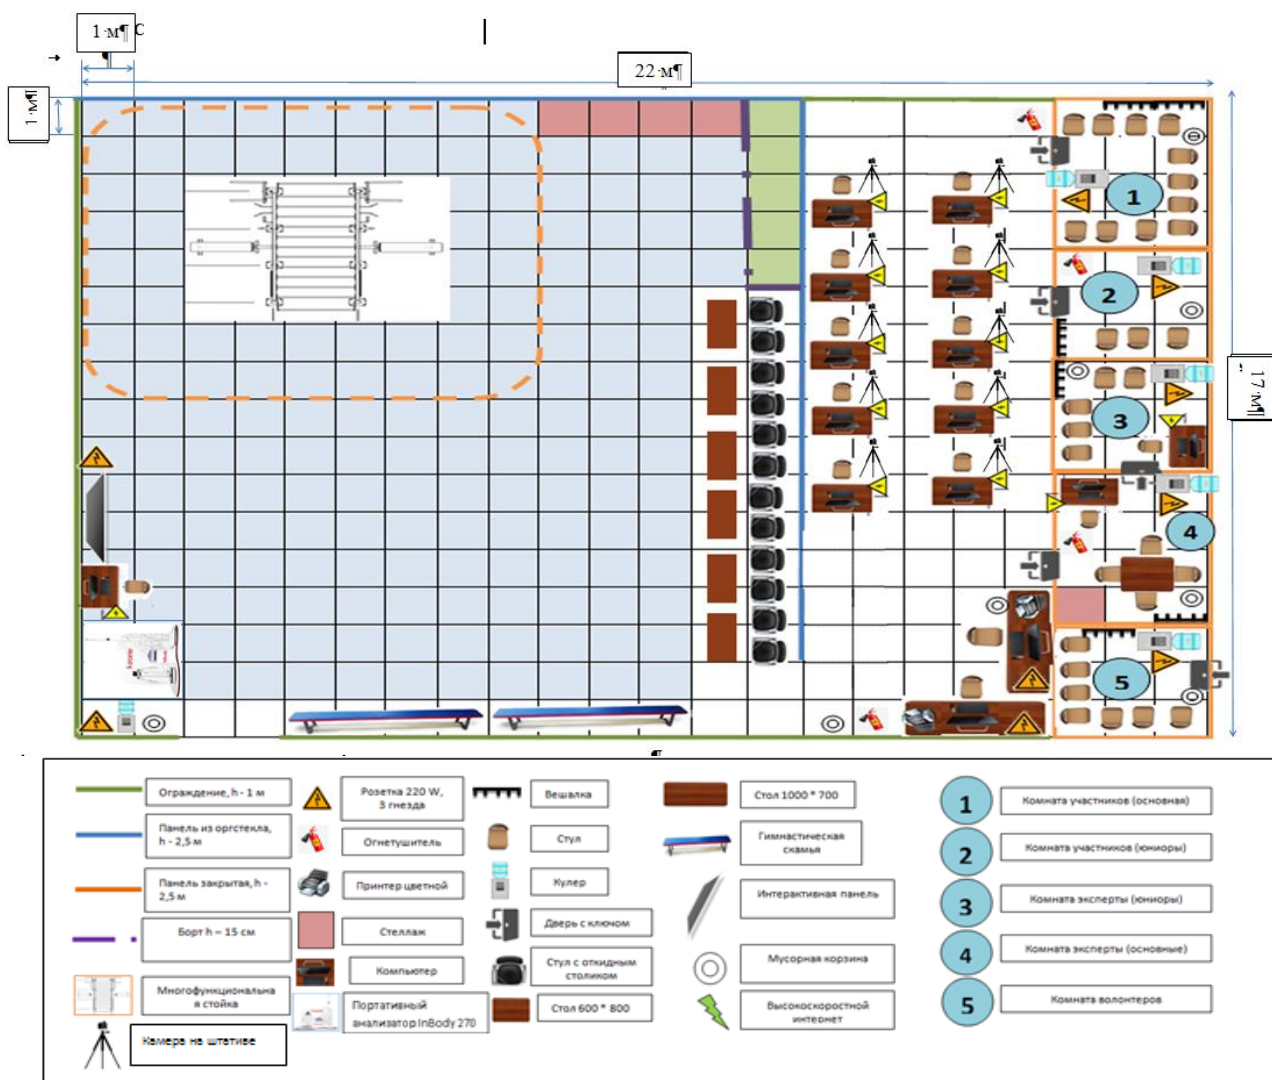 1·м¶ С
¶
22·м¶
1·м¶
17·м¶
1
2
3
4
5
¶
Ограждение, h - 1 м
Панель из оргстекла,
h - 2,5 м
Панель закрытая, h -
2,5 м
Борт h – 15 см
Многофункциональна
я стойка
Камера на штативе
Розетка 220 W,
3 гнезда
Огнетушитель
Принтер цветной
Стеллаж
Компьютер
Портативный
анализатор InBody 270
Вешалка
Стул
Кулер
Дверь с ключом
Стул с откидным
столиком
Стол 600 * 800
Стол 1000 * 700
Гимнастическая
скамья
Интерактивная панель
Мусорная корзина
Высокоскоростной
интернет
1 Комната участников (основная)
2 Комната участников (юниоры)
3 Комната эксперты (юниоры)
4 Комната эксперты (основные)
5 Комната волонтеров